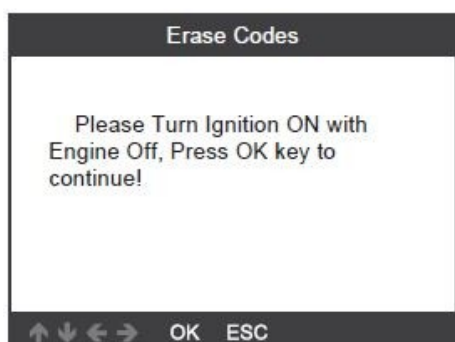 Erase Codes
Please Turn Ignition ON with
Engine Off, Press OK key to
continue!
OK ESC